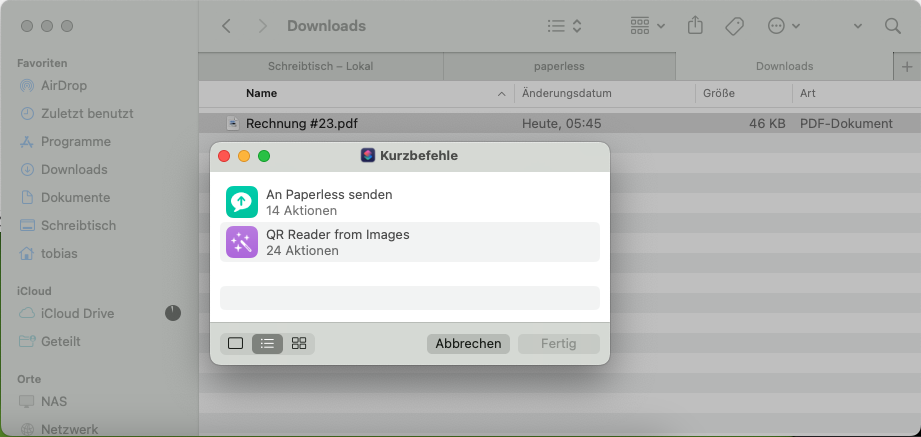 Downloads
Favoriten
AirDrop
Zuletzt benutzt
Programme
Downloads
Dokumente
Schreibtisch
tobias
iCloud
iCloud Drive
Geteilt
Orte
NAS
Netzwerk
Schreibtisch – Lokal
paperless
Downloads
Name
Änderungsdatum
Größe
Art
Rechnung #23.pdf
Heute, 05:45
46 KB
PDF-Dokument
Kurzbefehle
An Paperless senden
14 Aktionen
QR Reader from Images
24 Aktionen
Abbrechen
Fertig